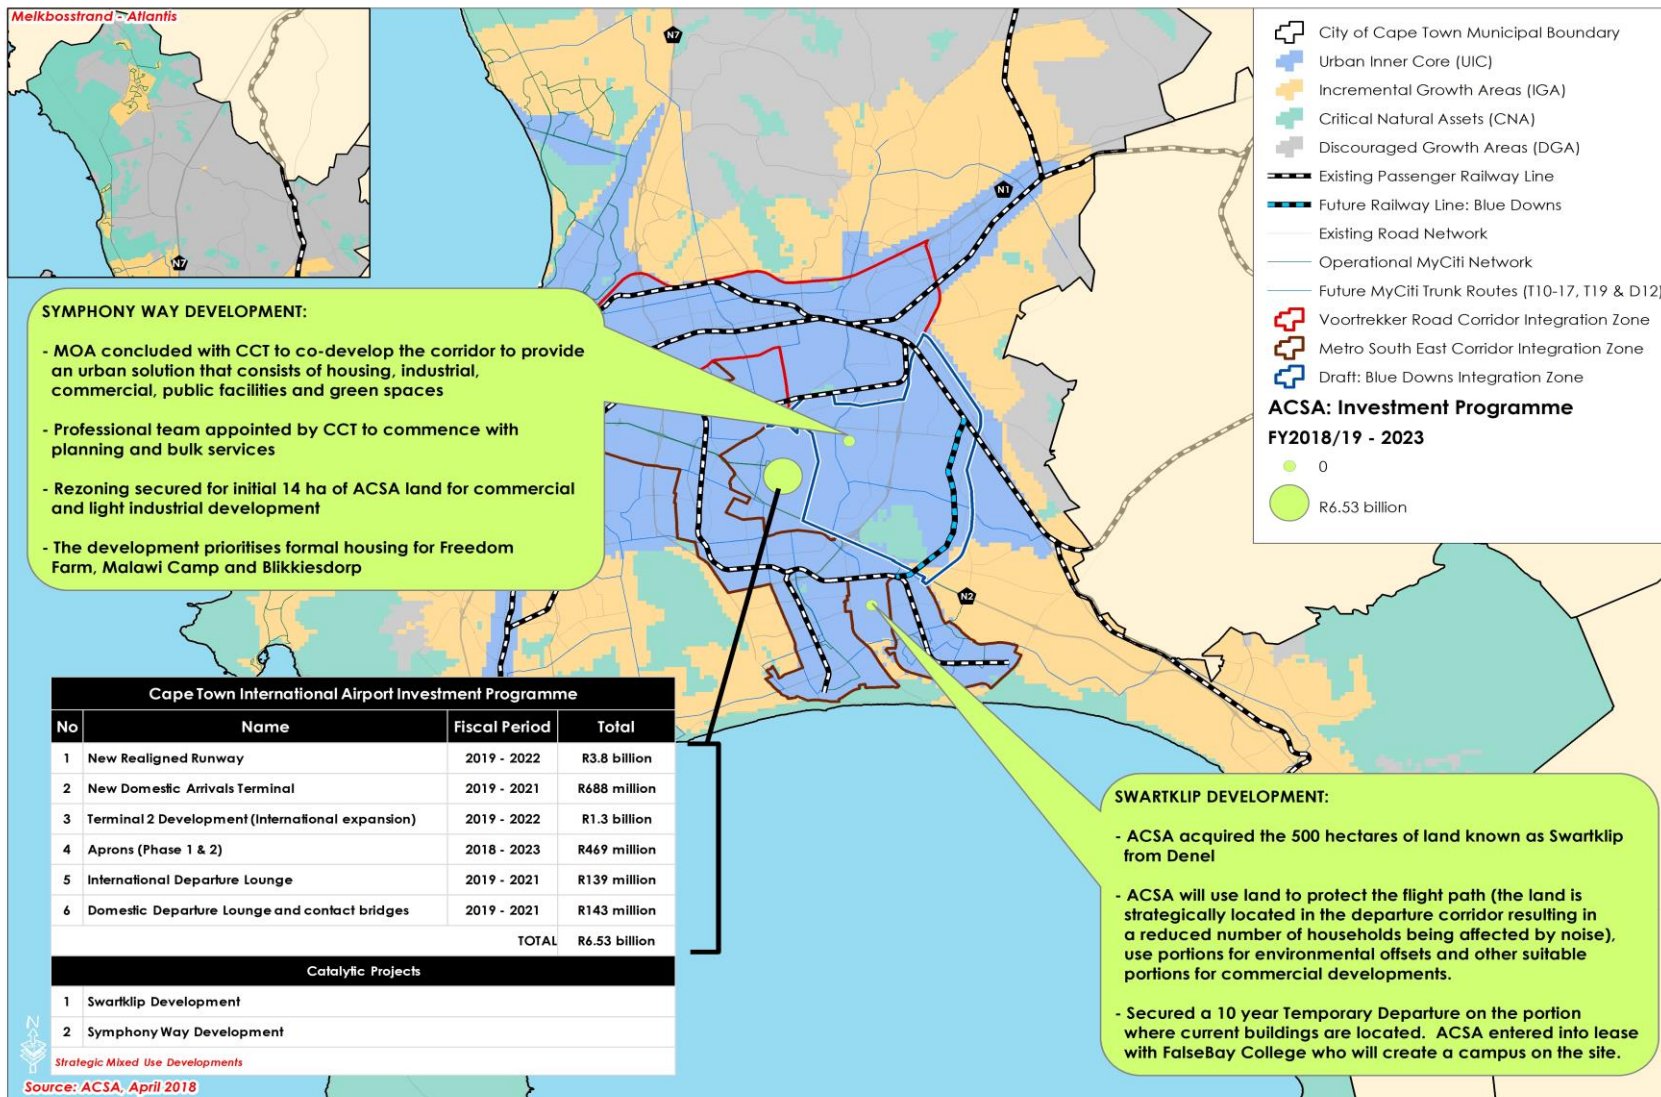 Melkbosstrand - Atlantis
N7
N7
N1
N2
City of Cape Town Municipal Boundary
Urban Inner Core (UIC)
Incremental Growth Areas (IGA)
Critical Natural Assets (CNA)
Discouraged Growth Areas (DGA)
Existing Passenger Railway Line
Future Railway Line: Blue Downs
Existing Road Network
Operational MyCiti Network
Future MyCiti Trunk Routes (T10-17, T19 & D12)
Voortrekker Road Corridor Integration Zone
Metro South East Corridor Integration Zone
Draft: Blue Downs Integration Zone
ACSA: Investment Programme
FY2018/19 - 2023
0
R6.53 billion
SYMPHONY WAY DEVELOPMENT:
- MOA concluded with CCT to co-develop the corridor to provide
an urban solution that consists of housing, industrial,
commercial, public facilities and green spaces
- Professional team appointed by CCT to commence with
planning and bulk services
- Rezoning secured for initial 14 ha of ACSA land for commercial
and light industrial development
- The development prioritises formal housing for Freedom
Farm, Malawi Camp and Blikkiesdorp
Cape Town International Airport Investment Programme
No Name Fiscal Period Total
1 New Realigned Runway 2019 - 2022 R3.8 billion
2 New Domestic Arrivals Terminal 2019 - 2021 R688 million
3 Terminal 2 Development (International expansion) 2019 - 2022 R1.3 billion
4 Aprons (Phase 1 & 2) 2018 - 2023 R469 million
5 International Departure Lounge 2019 - 2021 R139 million
6 Domestic Departure Lounge and contact bridges 2019 - 2021 R143 million
TOTAL R6.53 billion
Catalytic Projects
1 Swartklip Development
2 Symphony Way Development
Strategic Mixed Use Developments
N
Source: ACSA, April 2018
SWARTKLIP DEVELOPMENT:
- ACSA acquired the 500 hectares of land known as Swartklip
from Denel
- ACSA will use land to protect the flight path (the land is
strategically located in the departure corridor resulting in
a reduced number of households being affected by noise),
use portions for environmental offsets and other suitable
portions for commercial developments.
- Secured a 10 year Temporary Departure on the portion
where current buildings are located. ACSA entered into lease
with FalseBay College who will create a campus on the site.